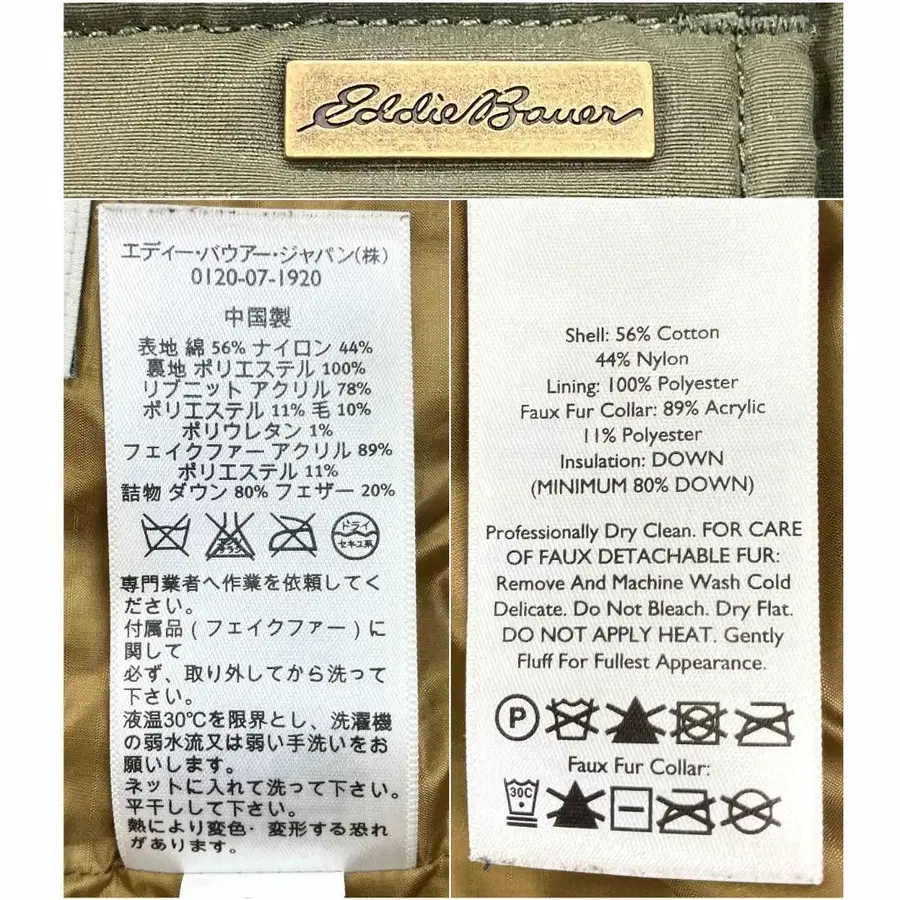 Eddie Bauer
エディー・バウアー・ジャパン(株)
0120-07-1920
中国製
表地 綿 56% ナイロン 44%
裏地 ポリエステル 100%
リブニット アクリル 78%
ポリエステル 11% 毛 10%
ポリウレタン 1%
フェイクファー アクリル 89%
ポリエステル 11%
詰物 ダウン 80% フェザー 20%
エンソ
サラシ
ドライ
セキユ系
専門業者へ作業を依頼してく
ださい。
付属品(フェイクファー)に
関して
必ず、取り外してから洗って
下さい。
液温30℃を限界とし、洗濯機
の弱水流又は弱い手洗いをお
願いします。
ネットに入れて洗って下さい。
平干しして下さい。
熱により変色・変形する恐れ
があります。
Shell: 56% Cotton
44% Nylon
Lining: 100% Polyester
Faux Fur Collar: 89% Acrylic
11% Polyester
Insulation: DOWN
(MINIMUM 80% DOWN)
Professionally Dry Clean. FOR CARE
OF FAUX DETACHABLE FUR:
Remove And Machine Wash Cold
Delicate. Do Not Bleach. Dry Flat.
DO NOT APPLY HEAT. Gently
Fluff For Fullest Appearance.
P
Faux Fur Collar:
30C